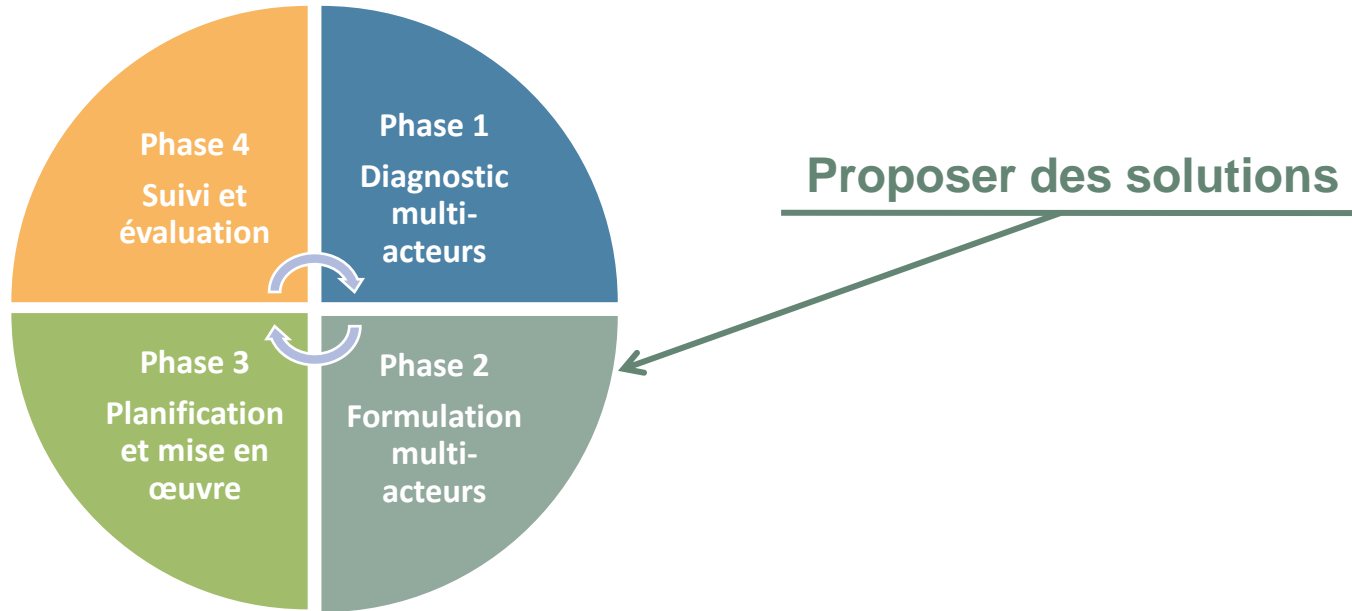 Phase 4
Suivi et
évaluation
Phase 1
Diagnostic
multi-
acteurs
Proposer des solutions
Phase 3
Planification
et mise en
œuvre
Phase 2
Formulation
multi-
acteurs